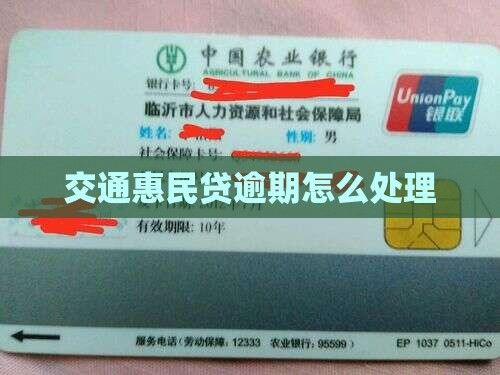 中国农业银行
AGRICULTURAL BANK OF CHINA
银行卡号:
UnionPay
银联
临沂市人力资源和社会保障局
姓名: 性别: 男
社会保障卡号:
交通惠民贷逾期怎么处理
有效期限: 10年
服务电话(劳动保障: 12333 农业银行: 95599) EP 1037 0511-HiCo